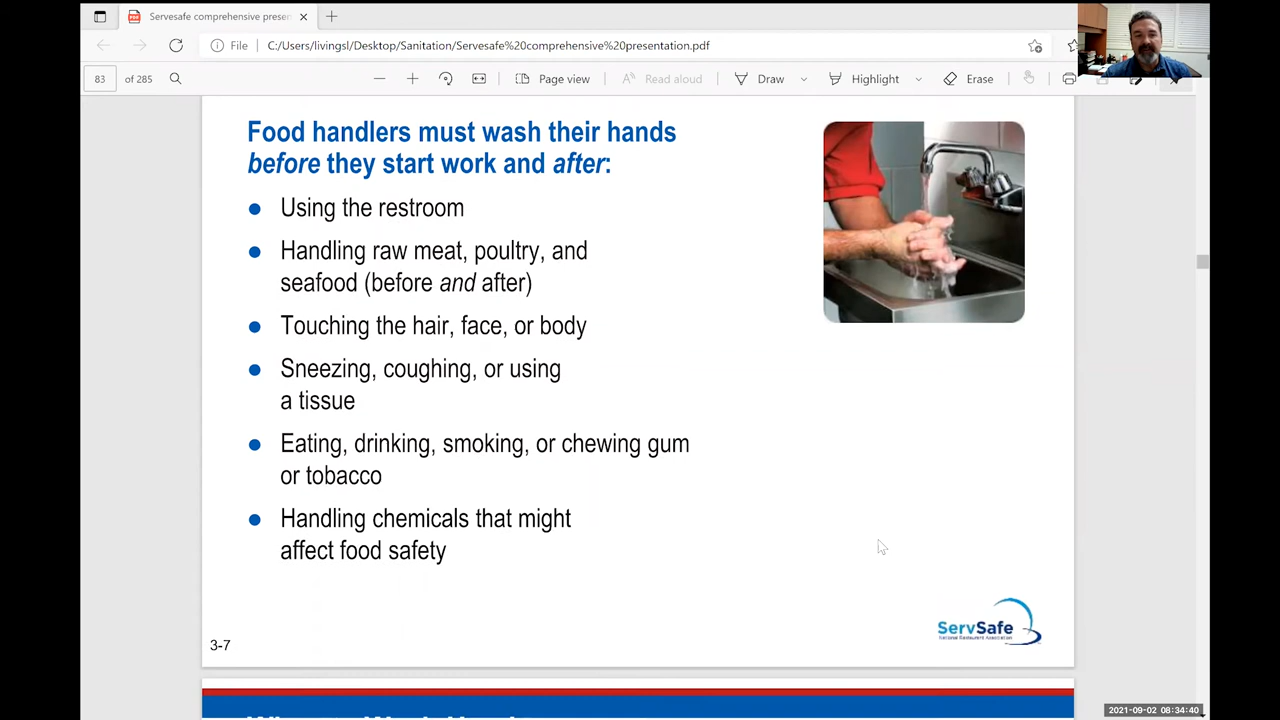 Servesafe comprehensive presen
File
C:/Users/livingsl/Desktop/Sanitation/Servesafe%20comprehensive%20presentation.pdf
83 of 285
Page view
Read aloud
Draw
Highlight
Erase
Food handlers must wash their hands
before they start work and after:
Using the restroom
Handling raw meat, poultry, and
seafood (before and after)
Touching the hair, face, or body
Sneezing, coughing, or using
a tissue
Eating, drinking, smoking, or chewing gum
or tobacco
Handling chemicals that might
affect food safety
ServSafe
National Restaurant Association
3-7
2021-09-02 08:34:40